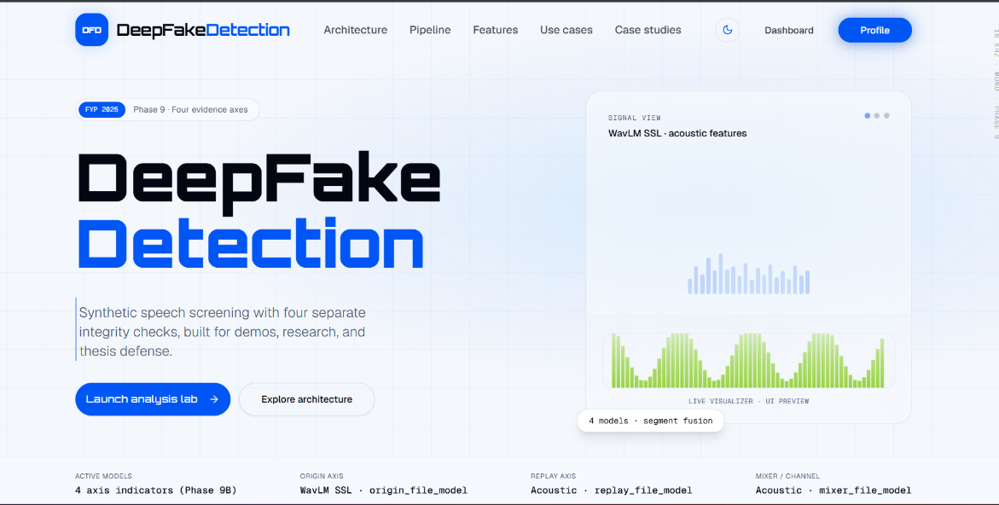 DFD DeepFakeDetection Architecture Pipeline Features Use cases Case studies Dashboard Profile
16 KHZ · MONO · PHASE 9
FYP 2025 Phase 9 · Four evidence axes
DeepFake
Detection
Synthetic speech screening with four separate
integrity checks, built for demos, research, and
thesis defense.
Launch analysis lab → Explore architecture
SIGNAL VIEW
WavLM SSL · acoustic features
LIVE VISUALIZER · UI PREVIEW
4 models · segment fusion
ACTIVE MODELS
4 axis indicators (Phase 9B)
ORIGIN AXIS
WavLM SSL · origin_file_model
REPLAY AXIS
Acoustic · replay_file_model
MIXER / CHANNEL
Acoustic · mixer_file_model